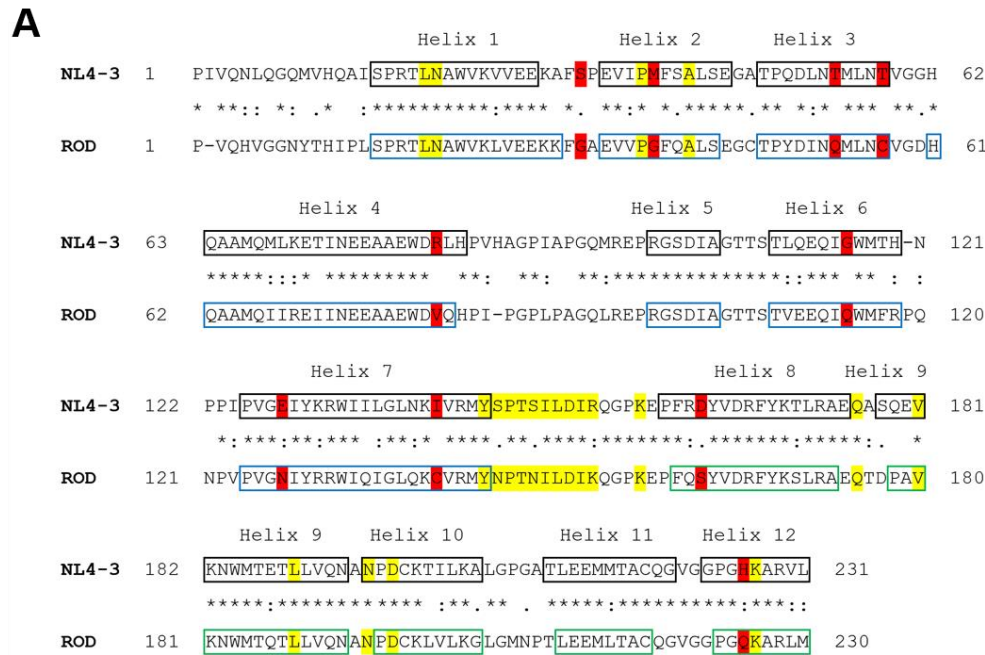 A
Helix 1 Helix 2 Helix 3
NL4-3 1 PIVQNLQGQMVHQAISPRTLNAWVKVVEEKAFSPEVIPMFSALSEGATPQDLNTMLNTVGGH 62
* **:: *: .*  :**********:**** *. **:* *.***** ** *:* *** **.*
ROD 1 P-VQHVGGNYTHIPLSPRTLNAWVKLVEEKKFGAEVVPGFQALSEGCTPYDINQMLNCVGDH 61
Helix 4 Helix 5 Helix 6
NL4-3 63 QAAMQMLKETINEEAAEWDRLHPVHAGPIAPGQMREPRGSDIAGTTSTLQEQIGWMTH-N 121
*****:::* ********* **: **: **:**************::*** ** : :
ROD 62 QAAMQIIREIINEEAAEWDVQHPI-PGPLPAGQLREPRGSDIAGTTSTVEEQIQWMFRPQ 120
Helix 7 Helix 8 Helix 9
NL4-3 122 PPIPVGEIYKRWIILGLNKIVRMYSPTSILDIRQGPKEPFRDYVDRFYKTLRAEQASQEV 181
*:*** **:*** :**:* ****.**.****:*******:.*******:*****:. *
ROD 121 NPVPVGNIYRRWIQIGLQKCVRMYNPTNILDIKQGPKEPFQSYVDRFYKSLRAEQTDPAV 180
Helix 9 Helix 10 Helix 11 Helix 12
NL4-3 182 KNWMTETLLVQNANPDCKTILKALGPGATLEEMMTACQGVGGPGHKARVL 231
*****:************ :**.** . *****:**********:***::
ROD 181 KNWMTQTLLVQNANPDCKLVLKGLGMNPTLEEMLTACQGVGGPGQKARLM 230